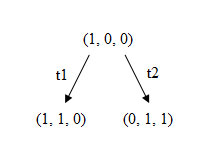 (1, 0, 0)
t1 t2
(1, 1, 0) (0, 1, 1)